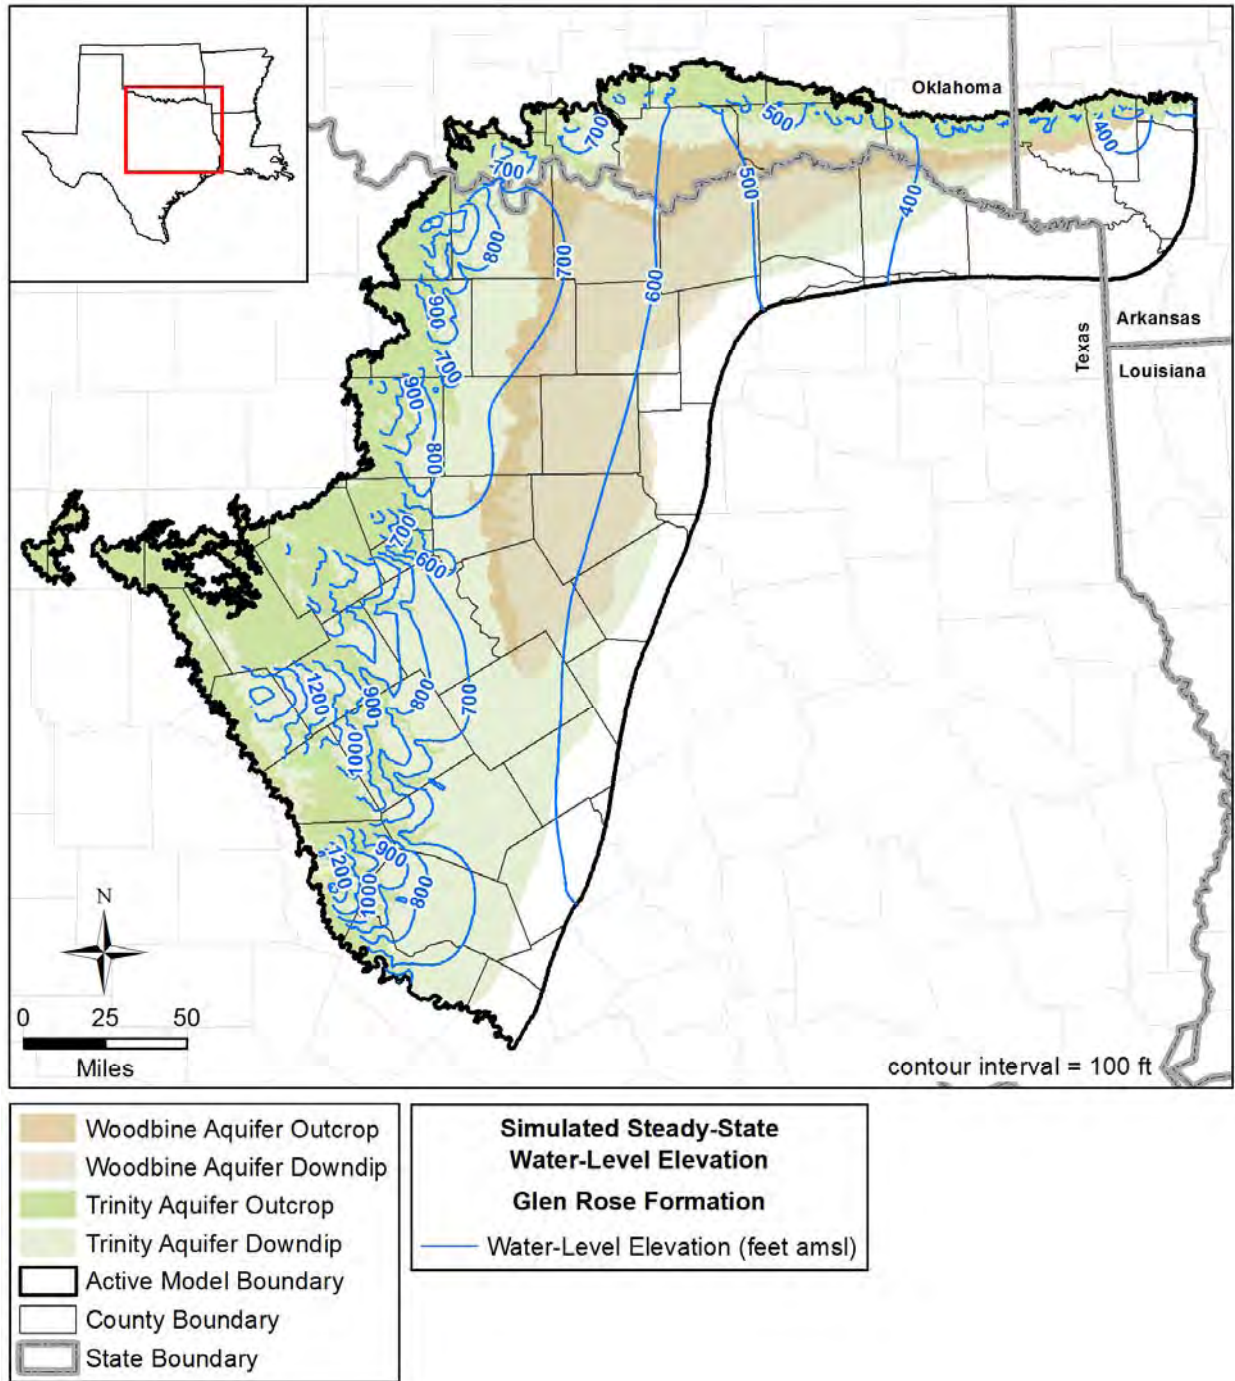 Oklahoma
Arkansas
Texas
Louisiana
700
500
400
700
800
700
600
500
400
900
700
900
800
700
600
1200
900
800
700
1000
900
1200
1000
800
N
0 25 50
Miles
contour interval = 100 ft
Woodbine Aquifer Outcrop
Woodbine Aquifer Downdip
Trinity Aquifer Outcrop
Trinity Aquifer Downdip
Active Model Boundary
County Boundary
State Boundary
Simulated Steady-State
Water-Level Elevation
Glen Rose Formation
Water-Level Elevation (feet amsl)